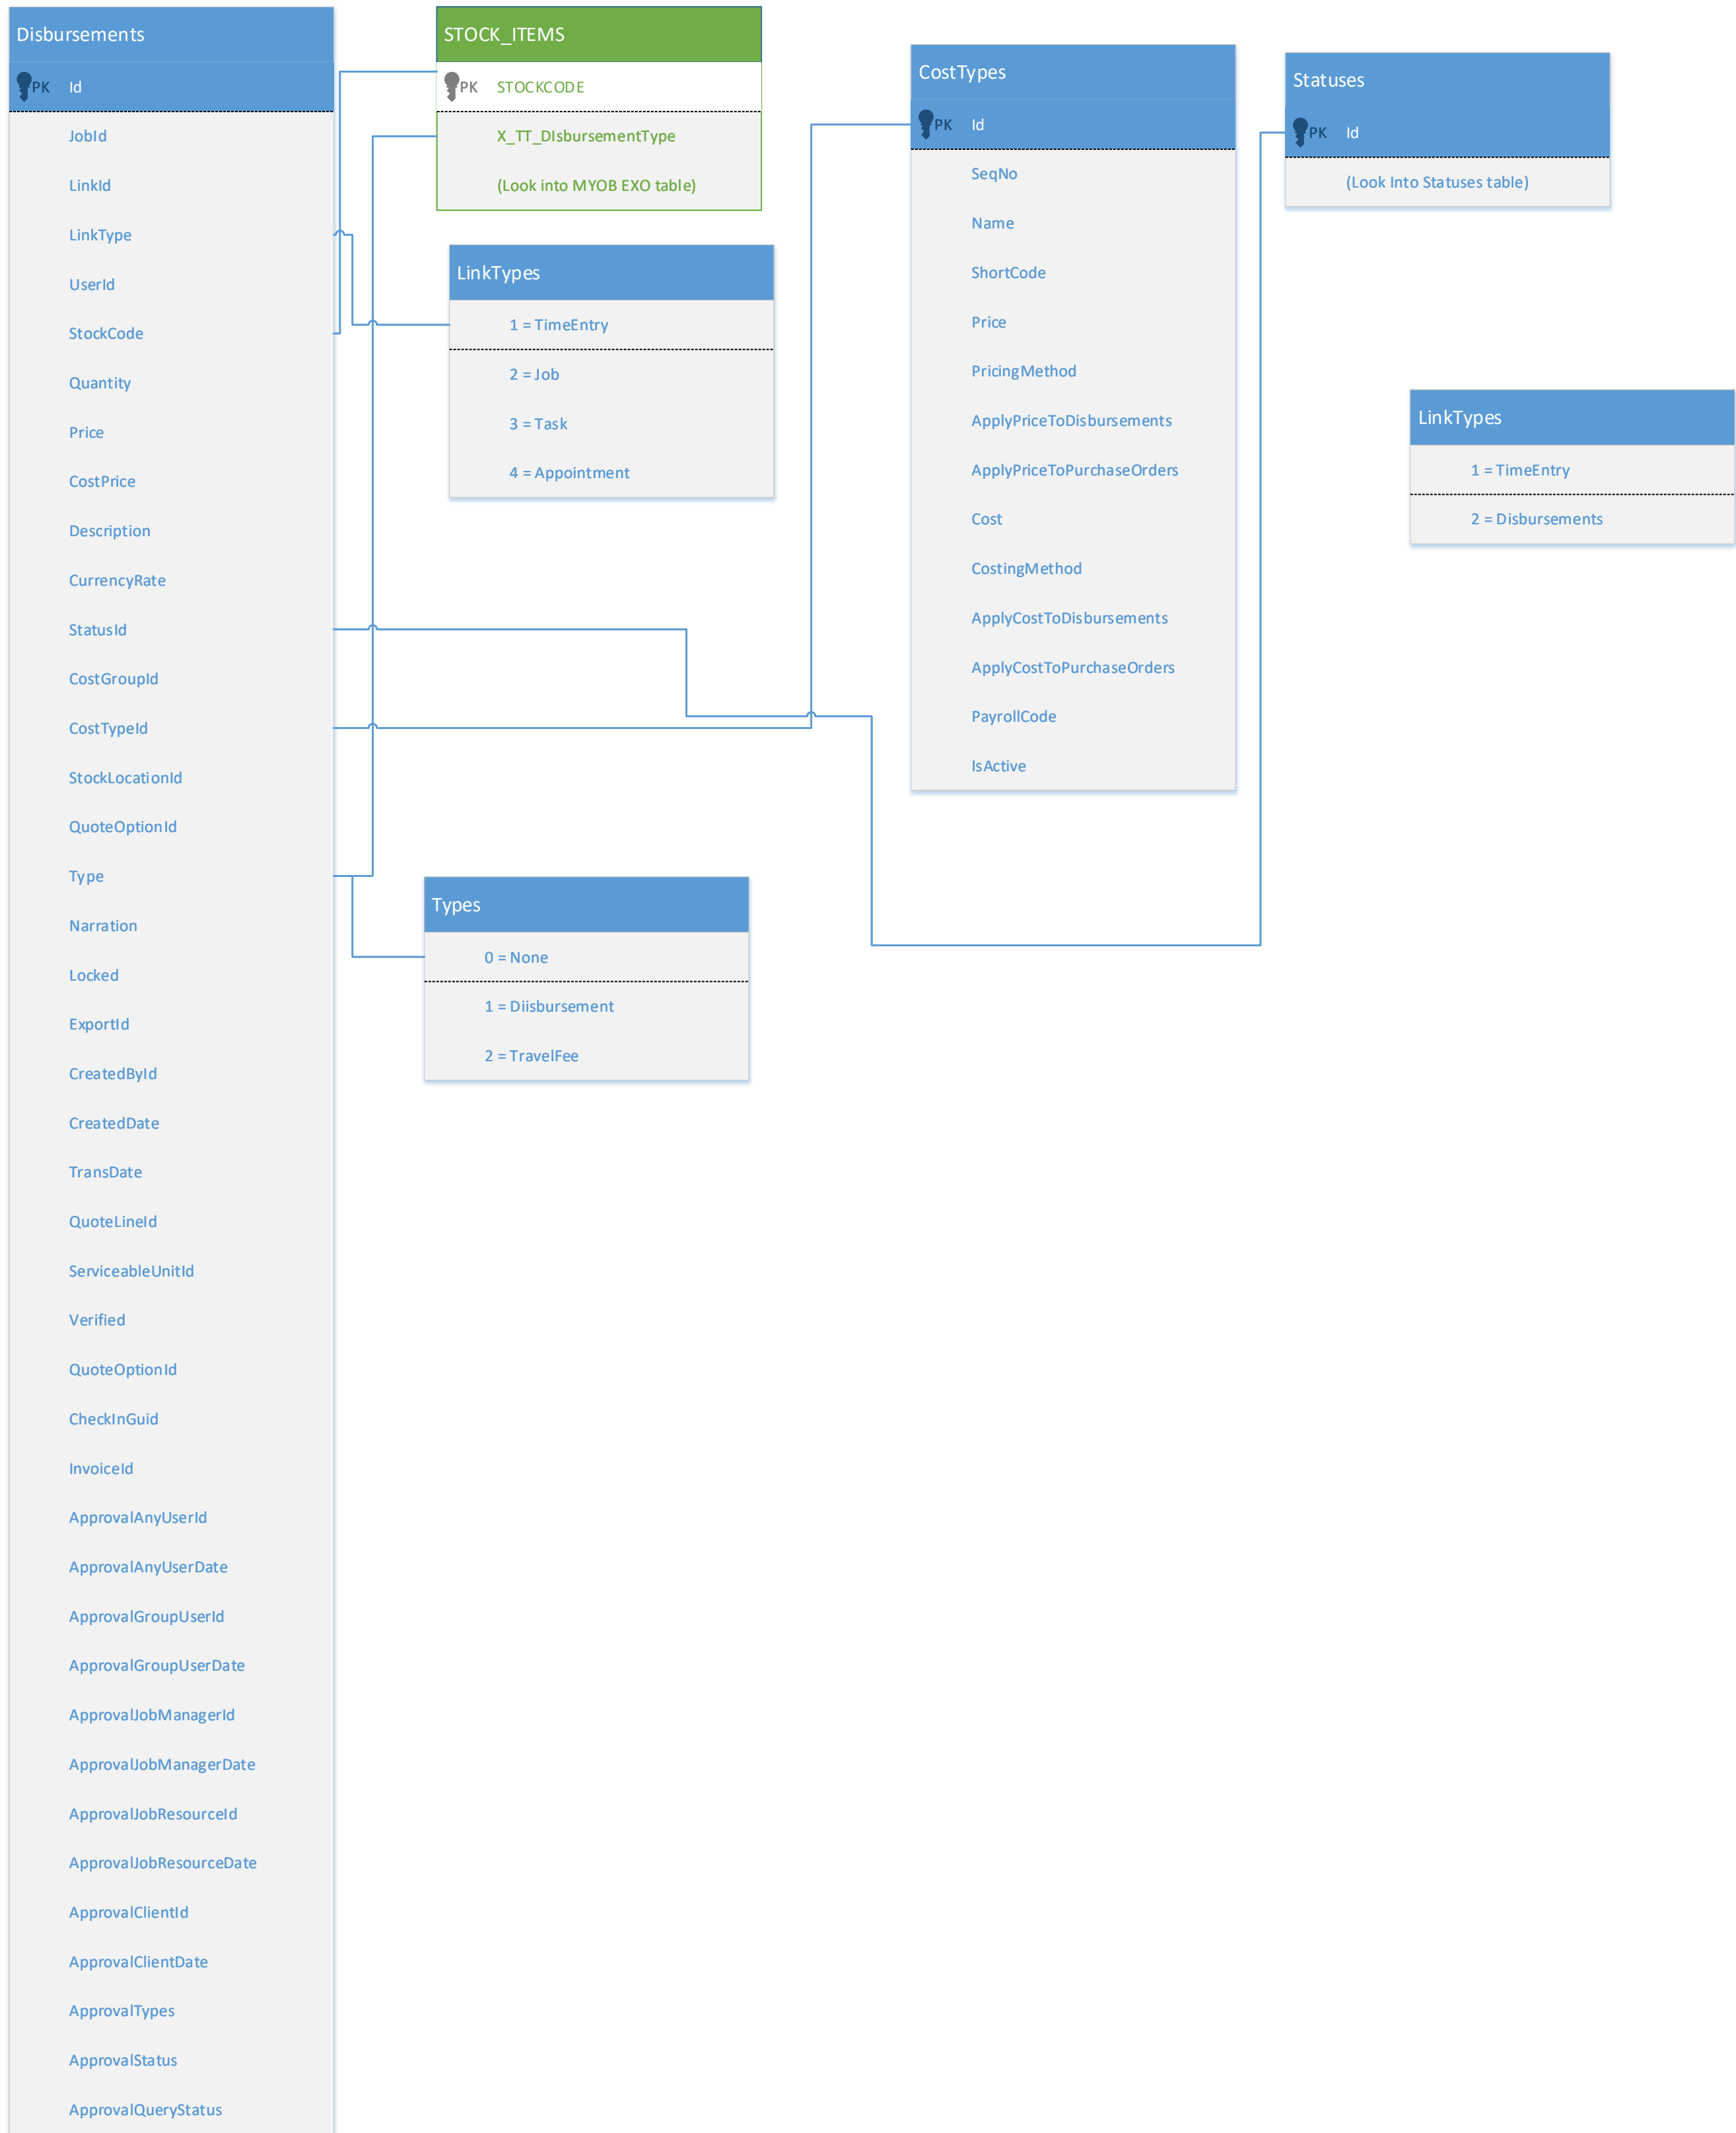 Disbursements
PK Id
JobId
LinkId
LinkType
UserId
StockCode
Quantity
Price
CostPrice
Description
CurrencyRate
StatusId
CostGroupId
CostTypeId
StockLocationId
QuoteOptionId
Type
Narration
Locked
ExportId
CreatedById
CreatedDate
TransDate
QuoteLineId
ServiceableUnitId
Verified
QuoteOptionId
CheckInGuid
InvoiceId
ApprovalAnyUserId
ApprovalAnyUserDate
ApprovalGroupUserId
ApprovalGroupUserDate
ApprovalJobManagerId
ApprovalJobManagerDate
ApprovalJobResourceId
ApprovalJobResourceDate
ApprovalClientId
ApprovalClientDate
ApprovalTypes
ApprovalStatus
ApprovalQueryStatus
STOCK_ITEMS
PK STOCKCODE
X_TT_DIsbursementType
(Look into MYOB EXO table)
LinkTypes
1 = TimeEntry
2 = Job
3 = Task
4 = Appointment
Types
0 = None
1 = Diisbursement
2 = TravelFee
CostTypes
PK Id
SeqNo
Name
ShortCode
Price
PricingMethod
ApplyPriceToDisbursements
ApplyPriceToPurchaseOrders
Cost
CostingMethod
ApplyCostToDisbursements
ApplyCostToPurchaseOrders
PayrollCode
IsActive
Statuses
PK Id
(Look Into Statuses table)
LinkTypes
1 = TimeEntry
2 = Disbursements